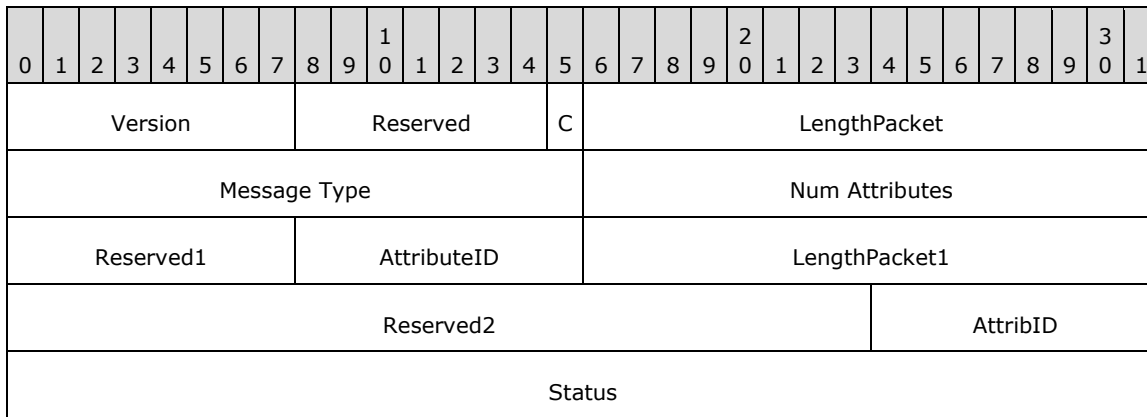 1 2 3
0 1 2 3 4 5 6 7 8 9 0 1 2 3 4 5 6 7 8 9 0 1 2 3 4 5 6 7 8 9 0 1
Version Reserved C LengthPacket
Message Type Num Attributes
Reserved1 AttributeID LengthPacket1
Reserved2 AttribID
Status